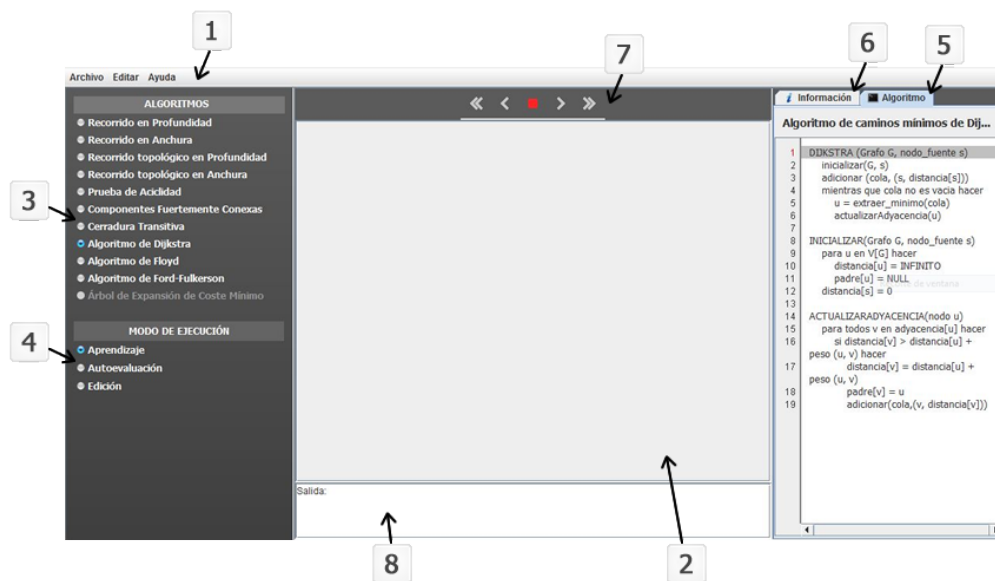 1
6
5
7
Archivo Editar Ayuda
ALGORITMOS
Recorrido en Profundidad
Recorrido en Anchura
Recorrido topológico en Profundidad
Recorrido topológico en Anchura
Prueba de Aciclidad
Componentes Fuertemente Conexas
Cerradura Transitiva
Algoritmo de Dijkstra
Algoritmo de Floyd
Algoritmo de Ford-Fulkerson
Árbol de Expansión de Coste Mínimo
3
MODO DE EJECUCIÓN
Aprendizaje
Autoevaluación
Edición
4
Salida:
8
2
Información Algoritmo
Algoritmo de caminos mínimos de Dij...
1 DIJKSTRA (Grafo G, nodo_fuente s)
2 inicializar(G, s)
3 adicionar (cola, (s, distancia[s]))
4 mientras que cola no es vacia hacer
5 u = extraer_minimo(cola)
6 actualizarAdyacencia(u)
7
8 INICIALIZAR(Grafo G, nodo_fuente s)
9 para u en V[G] hacer
10 distancia[u] = INFINITO
11 padre[u] = NULL
12 distancia[s] = 0
13
14 ACTUALIZARADYACENCIA(nodo u)
15 para todos v en adyacencia[u] hacer
16 si distancia[v] > distancia[u] +
peso (u, v) hacer
17 distancia[v] = distancia[u] +
peso (u, v)
18 padre[v] = u
19 adicionar(cola,(v, distancia[v]))
de ventana